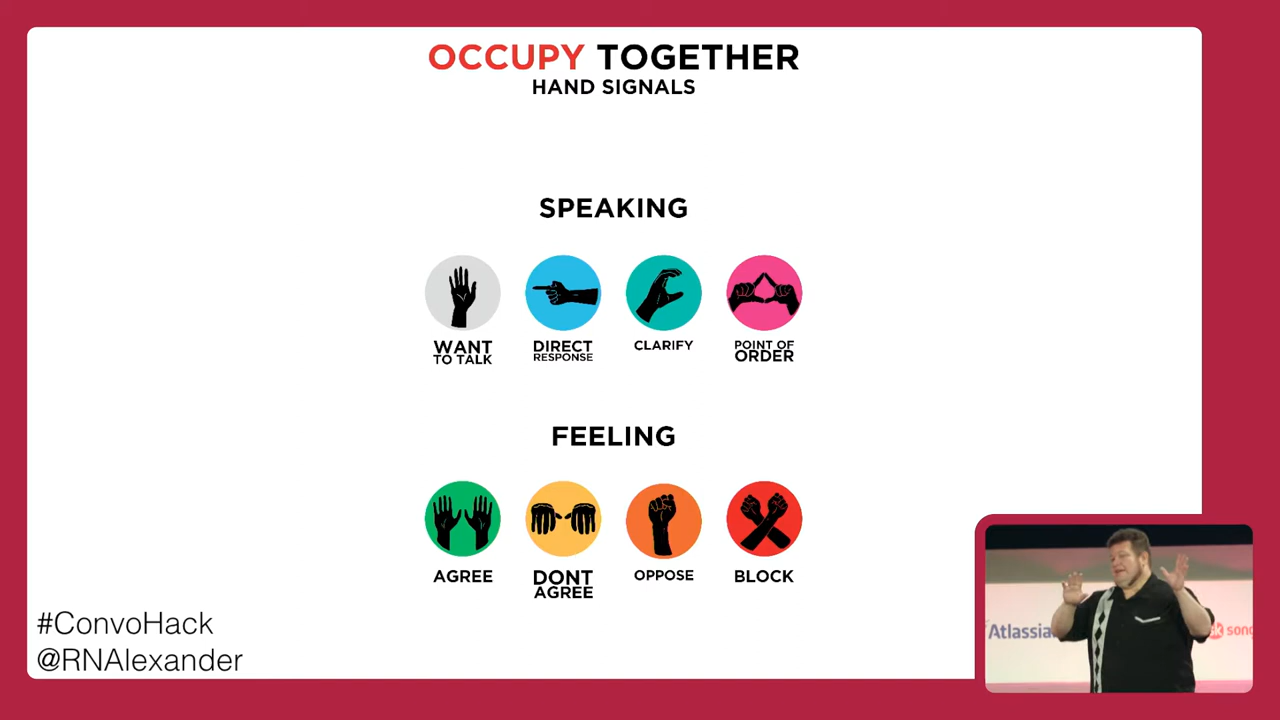 OCCUPY TOGETHER
HAND SIGNALS
SPEAKING
WANT
TO TALK
DIRECT
RESPONSE
CLARIFY
POINT OF
ORDER
FEELING
AGREE
DONT
AGREE
OPPOSE
BLOCK
#ConvoHack
@RNAlexander
Atlassia
song